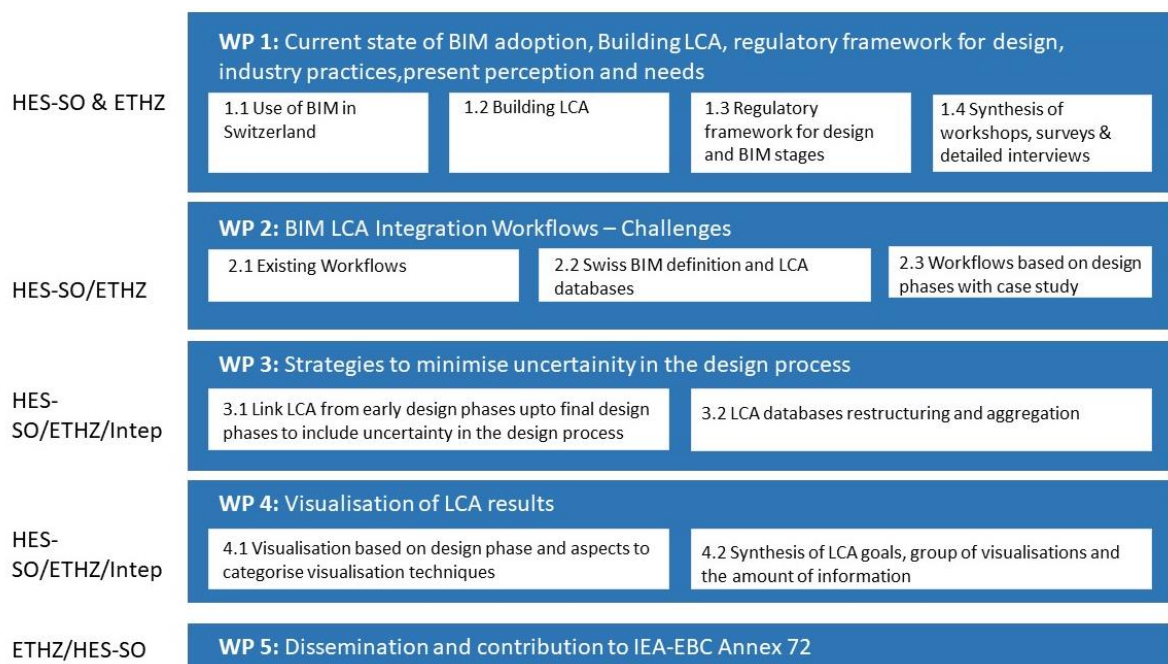 HES-SO & ETHZ
WP 1: Current state of BIM adoption, Building LCA, regulatory framework for design,
industry practices,present perception and needs
1.1 Use of BIM in
Switzerland
1.2 Building LCA
1.3 Regulatory
framework for design
and BIM stages
1.4 Synthesis of
workshops, surveys &
detailed interviews
HES-SO/ETHZ
WP 2: BIM LCA Integration Workflows – Challenges
2.1 Existing Workflows
2.2 Swiss BIM definition and LCA
databases
2.3 Workflows based on design
phases with case study
HES-
SO/ETHZ/Intep
WP 3: Strategies to minimise uncertainity in the design process
3.1 Link LCA from early design phases upto final design
phases to include uncertainty in the design process
3.2 LCA databases restructuring and aggregation
HES-
SO/ETHZ/Intep
WP 4: Visualisation of LCA results
4.1 Visualisation based on design phase and aspects to
categorise visualisation techniques
4.2 Synthesis of LCA goals, group of visualisations and
the amount of information
ETHZ/HES-SO
WP 5: Dissemination and contribution to IEA-EBC Annex 72